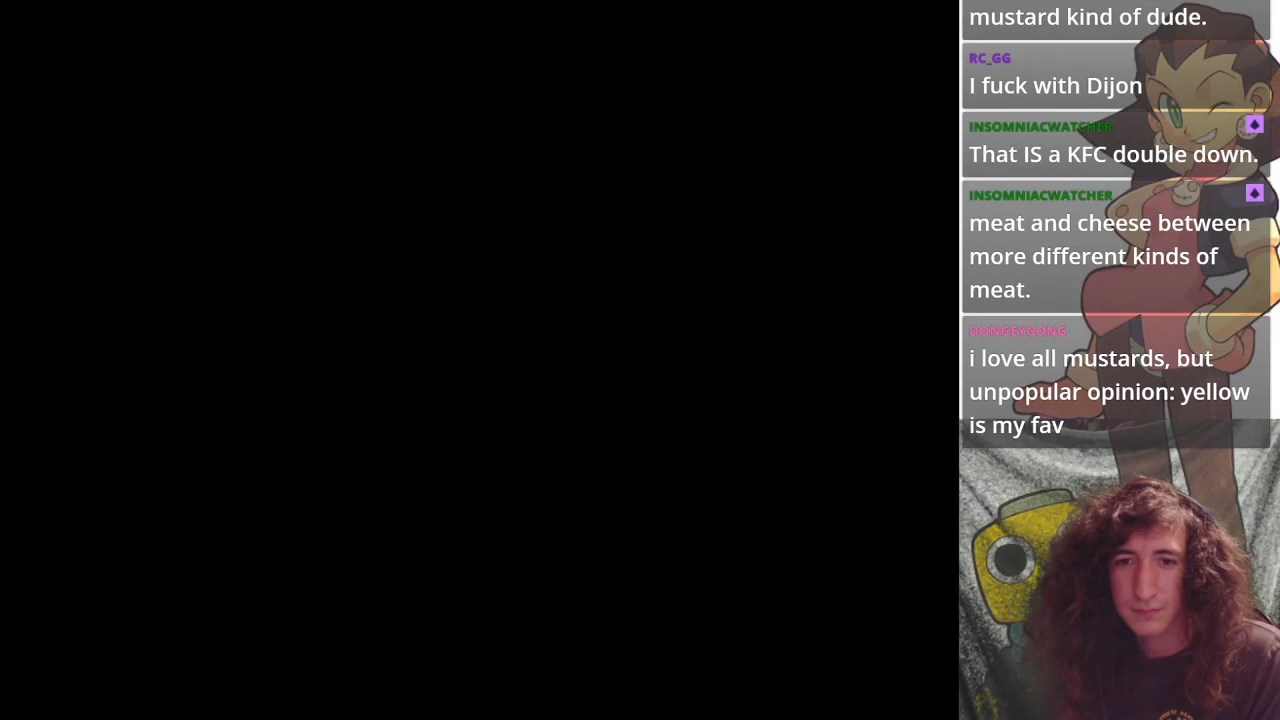 mustard kind of dude.
RC_GG
I fuck with Dijon
INSOMNIACWATCHER
That IS a KFC double down.
INSOMNIACWATCHER
meat and cheese between
more different kinds of
meat.
DONGEYGONG
i love all mustards, but
unpopular opinion: yellow
is my fav